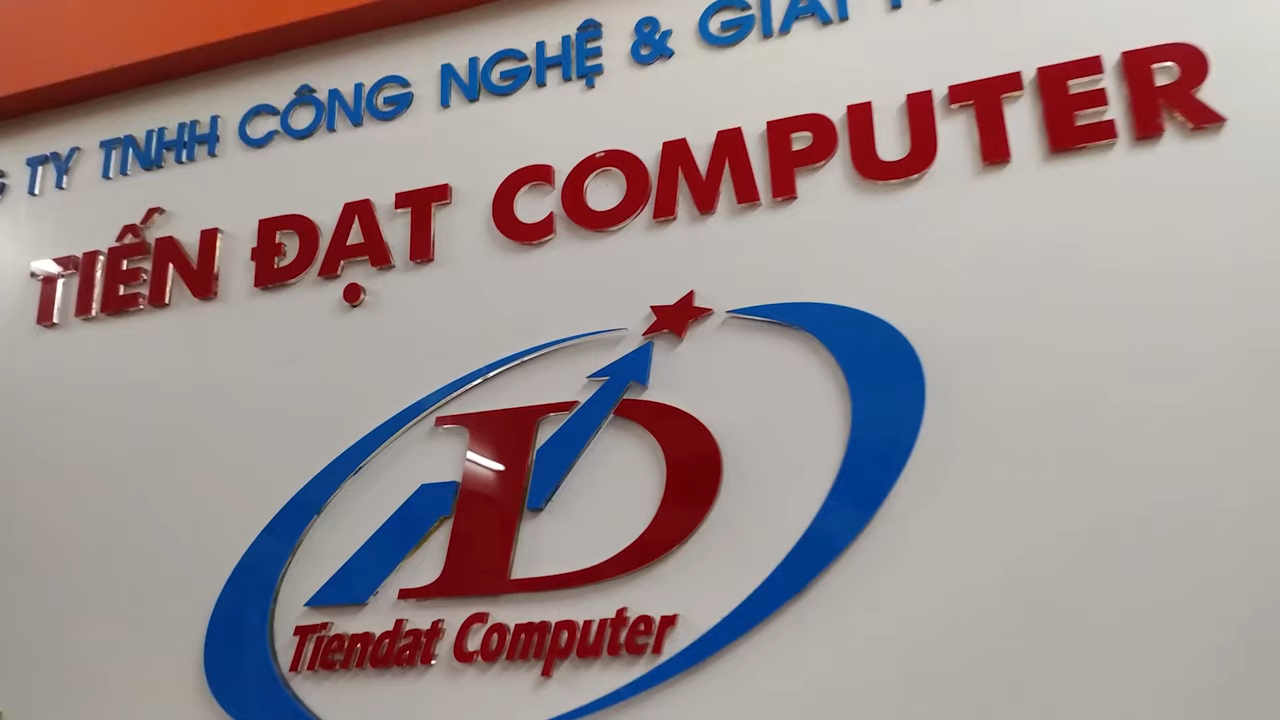 TY TNHH CÔNG NGHỆ & GIẢI
TIẾN ĐẠT COMPUTER
D
Tiendat Computer